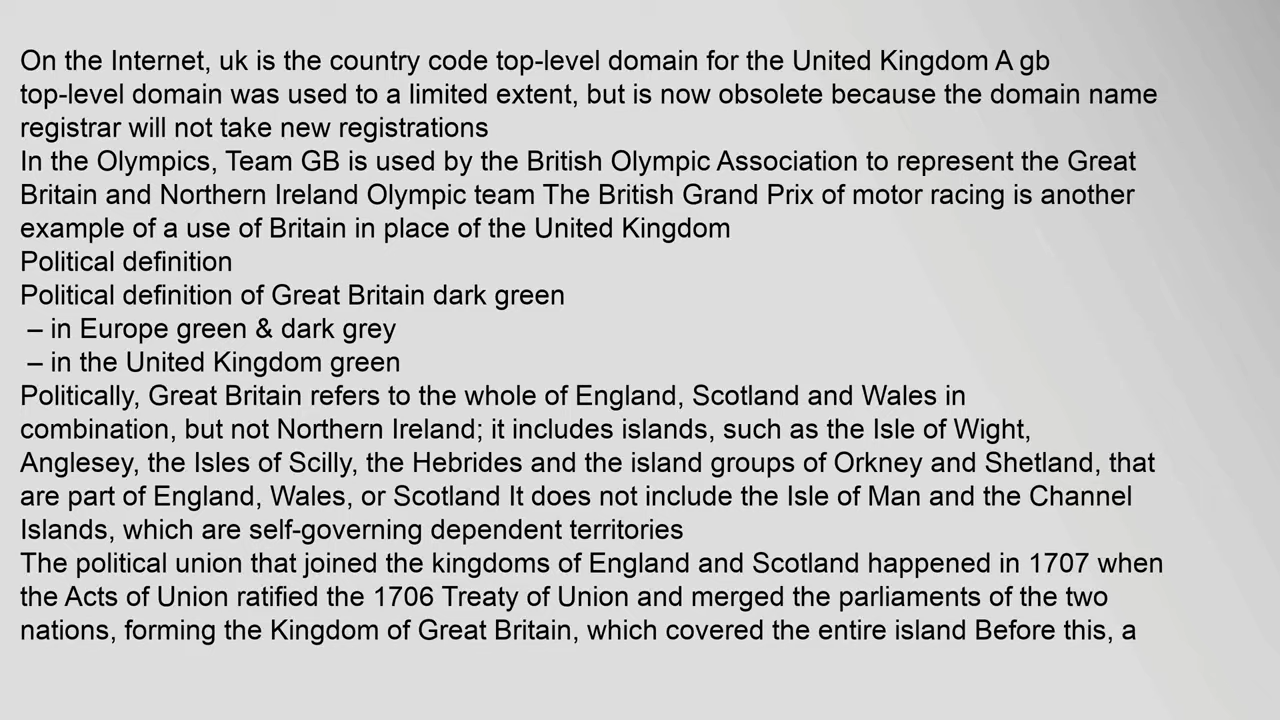 On the Internet, uk is the country code top-level domain for the United Kingdom A gb
top-level domain was used to a limited extent, but is now obsolete because the domain name
registrar will not take new registrations
In the Olympics, Team GB is used by the British Olympic Association to represent the Great
Britain and Northern Ireland Olympic team The British Grand Prix of motor racing is another
example of a use of Britain in place of the United Kingdom
Political definition
Political definition of Great Britain dark green
– in Europe green & dark grey
– in the United Kingdom green
Politically, Great Britain refers to the whole of England, Scotland and Wales in
combination, but not Northern Ireland; it includes islands, such as the Isle of Wight,
Anglesey, the Isles of Scilly, the Hebrides and the island groups of Orkney and Shetland, that
are part of England, Wales, or Scotland It does not include the Isle of Man and the Channel
Islands, which are self-governing dependent territories
The political union that joined the kingdoms of England and Scotland happened in 1707 when
the Acts of Union ratified the 1706 Treaty of Union and merged the parliaments of the two
nations, forming the Kingdom of Great Britain, which covered the entire island Before this, a